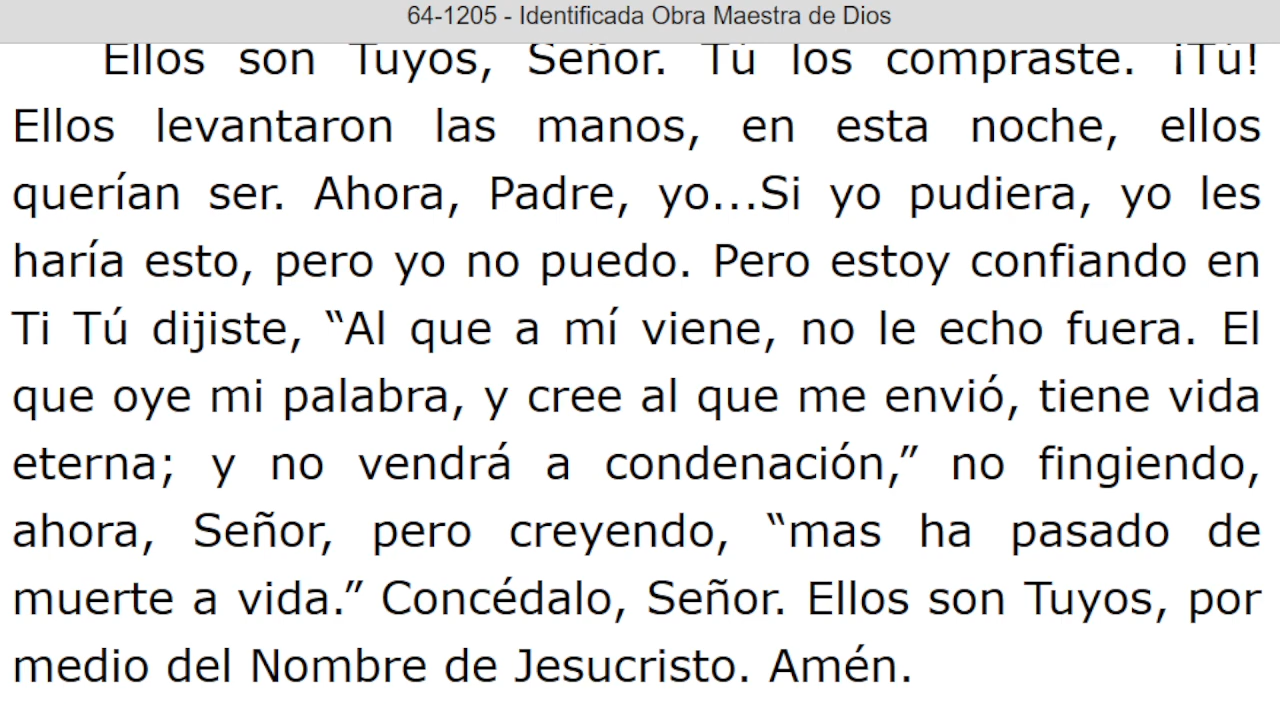 64-1205 - Identificada Obra Maestra de Dios
Ellos son Tuyos, Señor. Tú los compraste. ¡Tú!
Ellos levantaron las manos, en esta noche, ellos
querían ser. Ahora, Padre, yo...Si yo pudiera, yo les
haría esto, pero yo no puedo. Pero estoy confiando en
Ti Tú dijiste, “Al que a mí viene, no le echo fuera. El
que oye mi palabra, y cree al que me envió, tiene vida
eterna; y no vendrá a condenación,” no fingiendo,
ahora, Señor, pero creyendo, “mas ha pasado de
muerte a vida.” Concédalo, Señor. Ellos son Tuyos, por
medio del Nombre de Jesucristo. Amén.